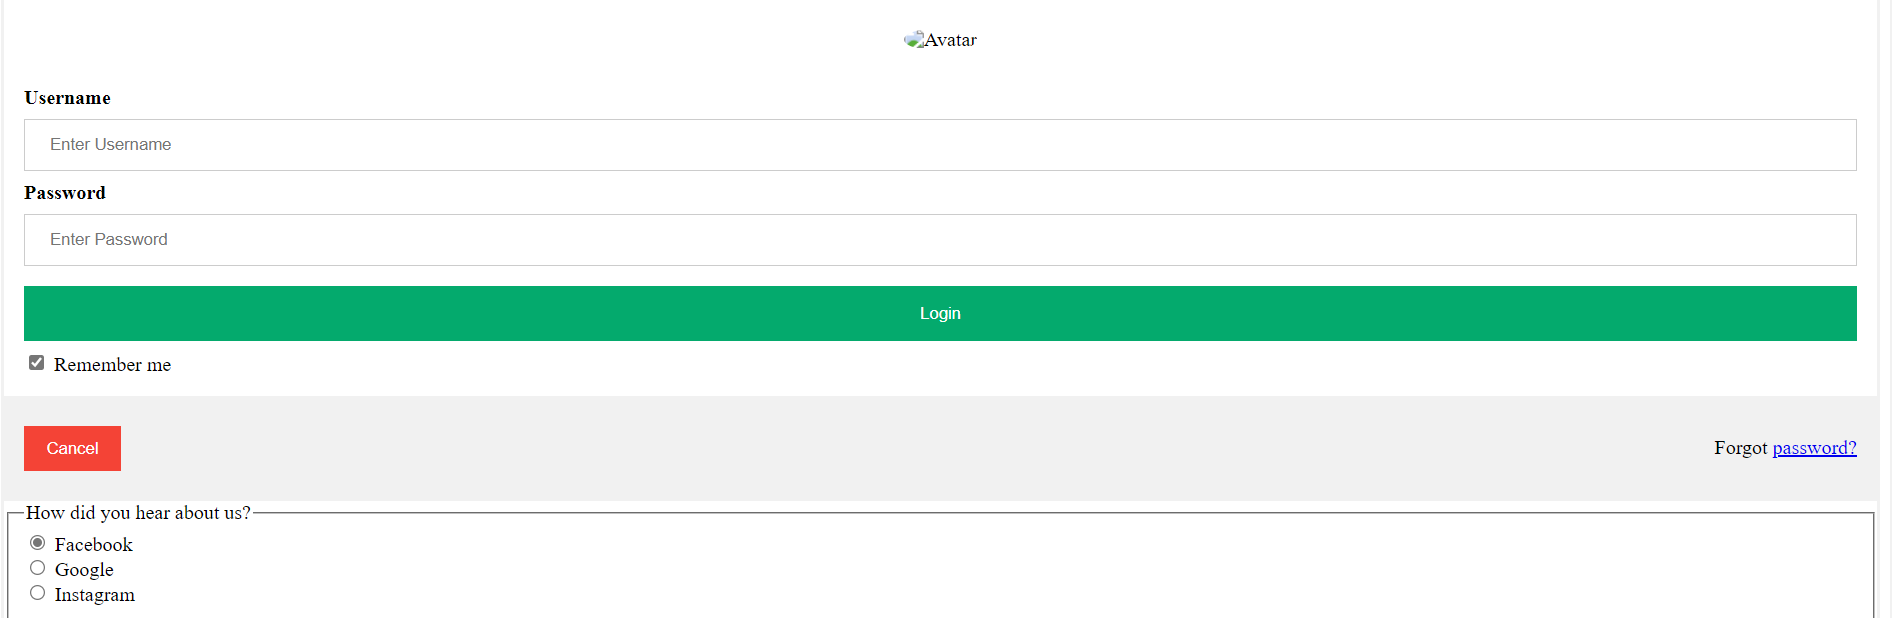 Avatar
Username
Enter Username
Password
Enter Password
Login
Remember me
Cancel
Forgot password?
How did you hear about us?
Facebook
Google
Instagram